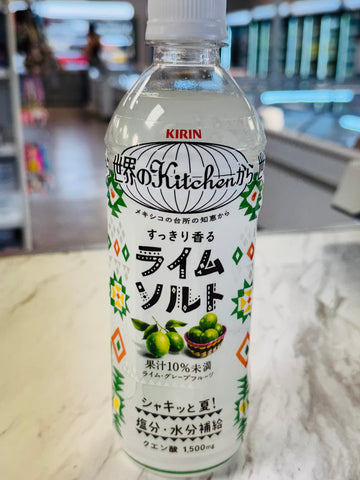 KIRIN
世界のKitchenから
メキシコの台所の知恵から
すっきり香る
ライム
ソルト
果汁10%未満
ライム・グレープフルーツ
シャキッと夏!
塩分・水分補給
クエン酸 1,500mg